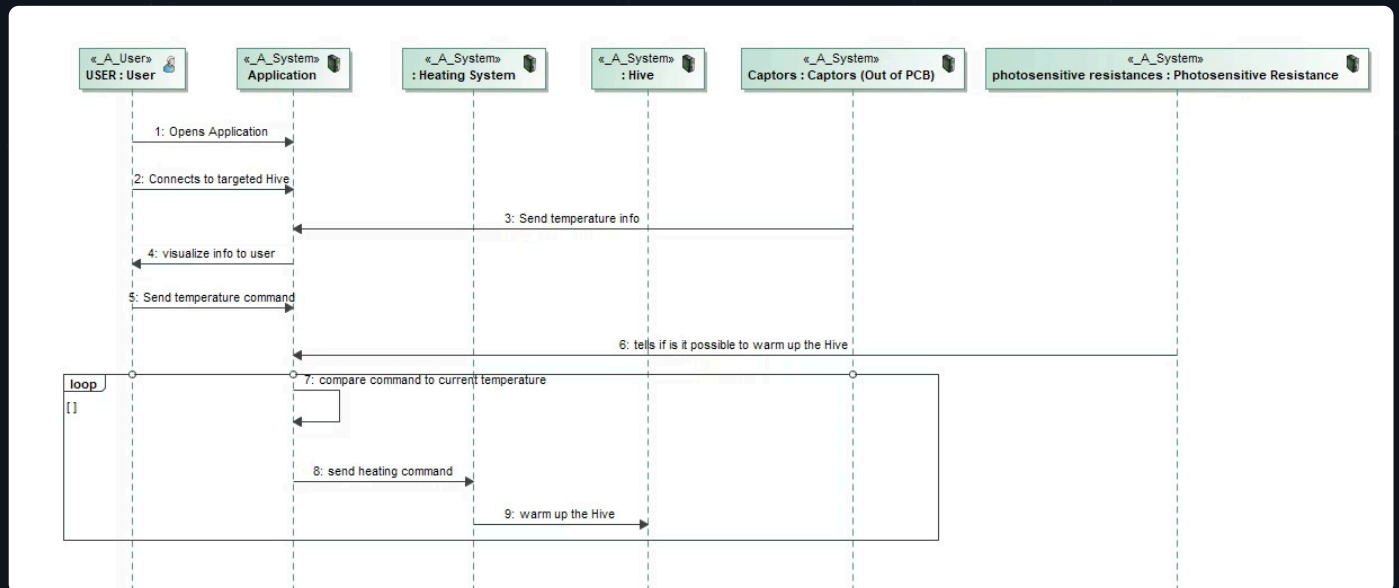 «_A_User»
USER : User
«_A_System»
Application
«_A_System»
: Heating System
«_A_System»
: Hive
«_A_System»
Captors : Captors (Out of PCB)
«_A_System»
photosensitive resistances : Photosensitive Resistance
1: Opens Application
2: Connects to targeted Hive
3: Send temperature info
4: visualize info to user
5: Send temperature command
6: tells if is it possible to warm up the Hive
loop
7: compare command to current temperature
[ ]
8: send heating command
9: warm up the Hive